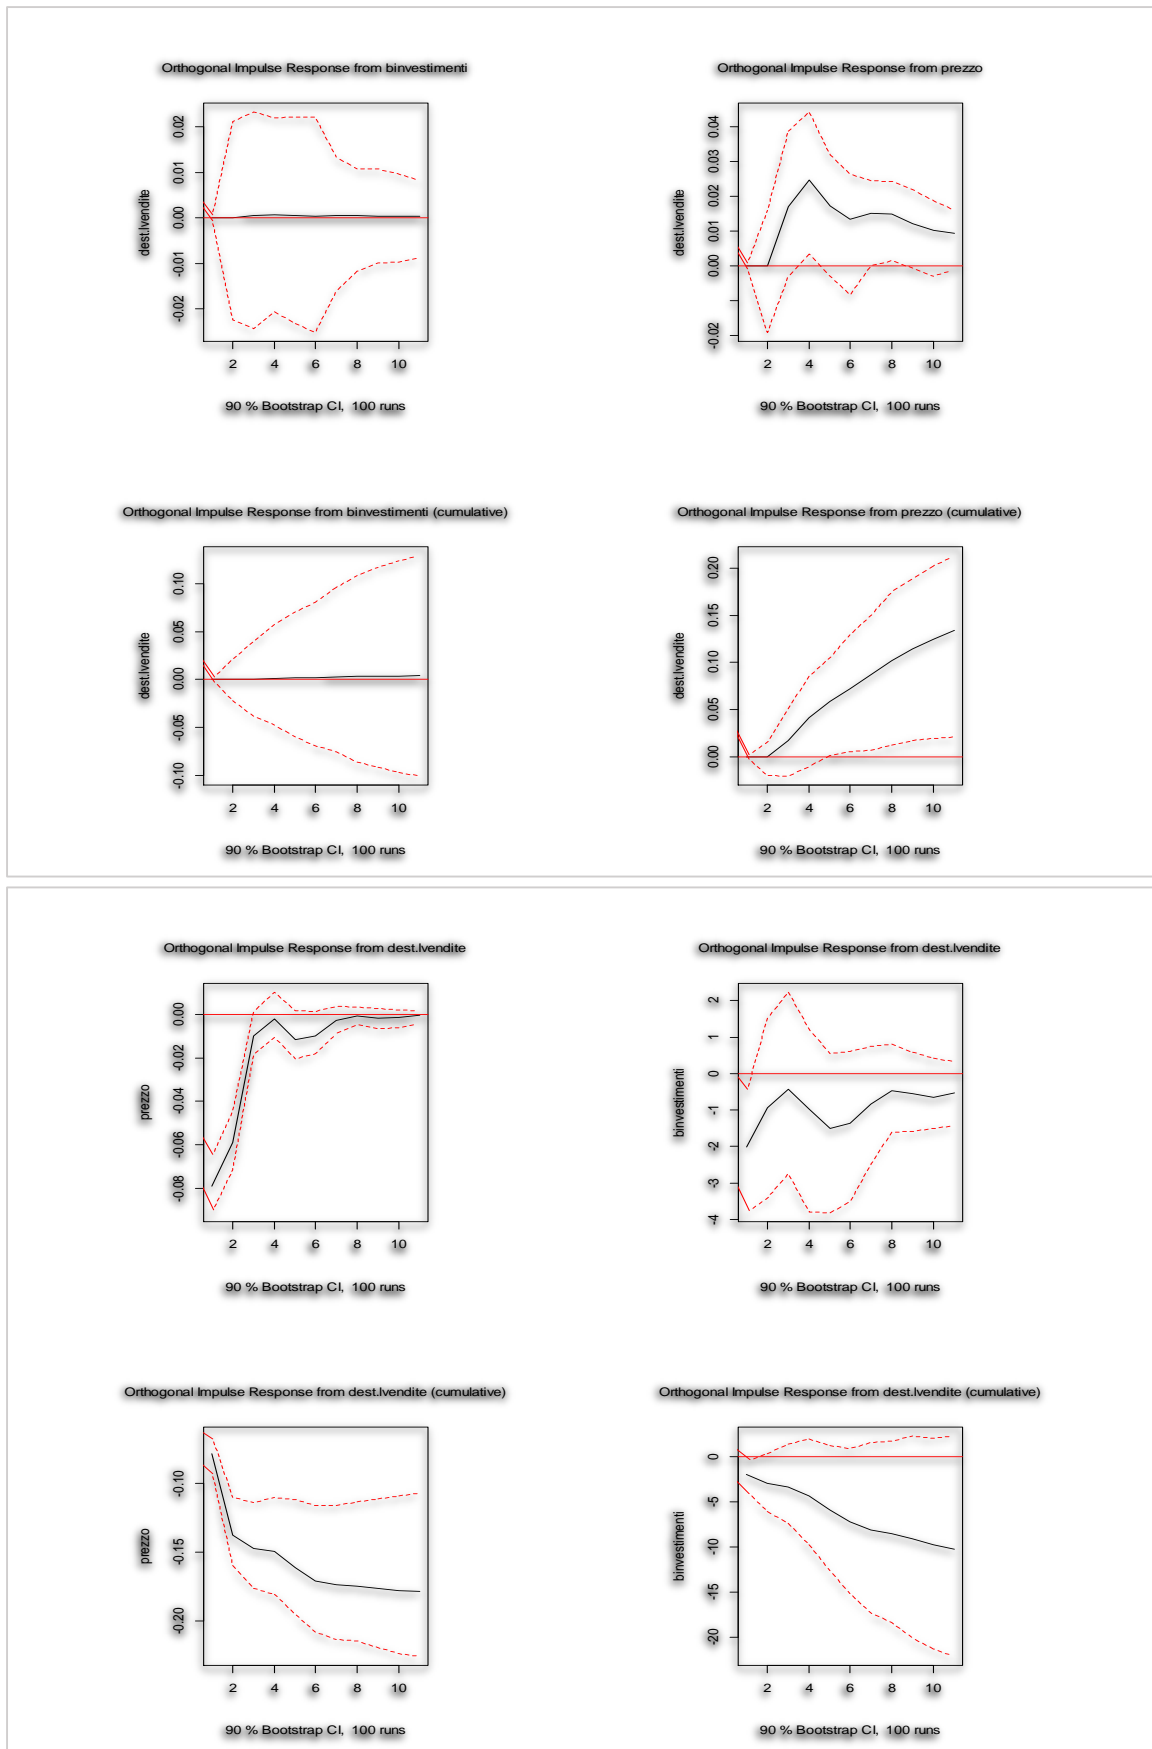 Orthogonal Impulse Response from binvestimenti
dest.lvendite
0.02
0.01
0.00
-0.01
-0.02
2 4 6 8 10
90 % Bootstrap CI, 100 runs
Orthogonal Impulse Response from prezzo
dest.lvendite
0.04
0.03
0.02
0.01
0.00
-0.02
2 4 6 8 10
90 % Bootstrap CI, 100 runs
Orthogonal Impulse Response from binvestimenti (cumulative)
dest.lvendite
0.10
0.05
0.00
-0.05
-0.10
2 4 6 8 10
90 % Bootstrap CI, 100 runs
Orthogonal Impulse Response from prezzo (cumulative)
dest.lvendite
0.20
0.15
0.10
0.05
0.00
2 4 6 8 10
90 % Bootstrap CI, 100 runs
Orthogonal Impulse Response from dest.lvendite
prezzo
0.00
-0.02
-0.04
-0.06
-0.08
2 4 6 8 10
90 % Bootstrap CI, 100 runs
Orthogonal Impulse Response from dest.lvendite
binvestimenti
2
1
0
-1
-2
-3
-4
2 4 6 8 10
90 % Bootstrap CI, 100 runs
Orthogonal Impulse Response from dest.lvendite (cumulative)
prezzo
-0.10
-0.15
-0.20
2 4 6 8 10
90 % Bootstrap CI, 100 runs
Orthogonal Impulse Response from dest.lvendite (cumulative)
binvestimenti
0
-5
-10
-15
-20
2 4 6 8 10
90 % Bootstrap CI, 100 runs